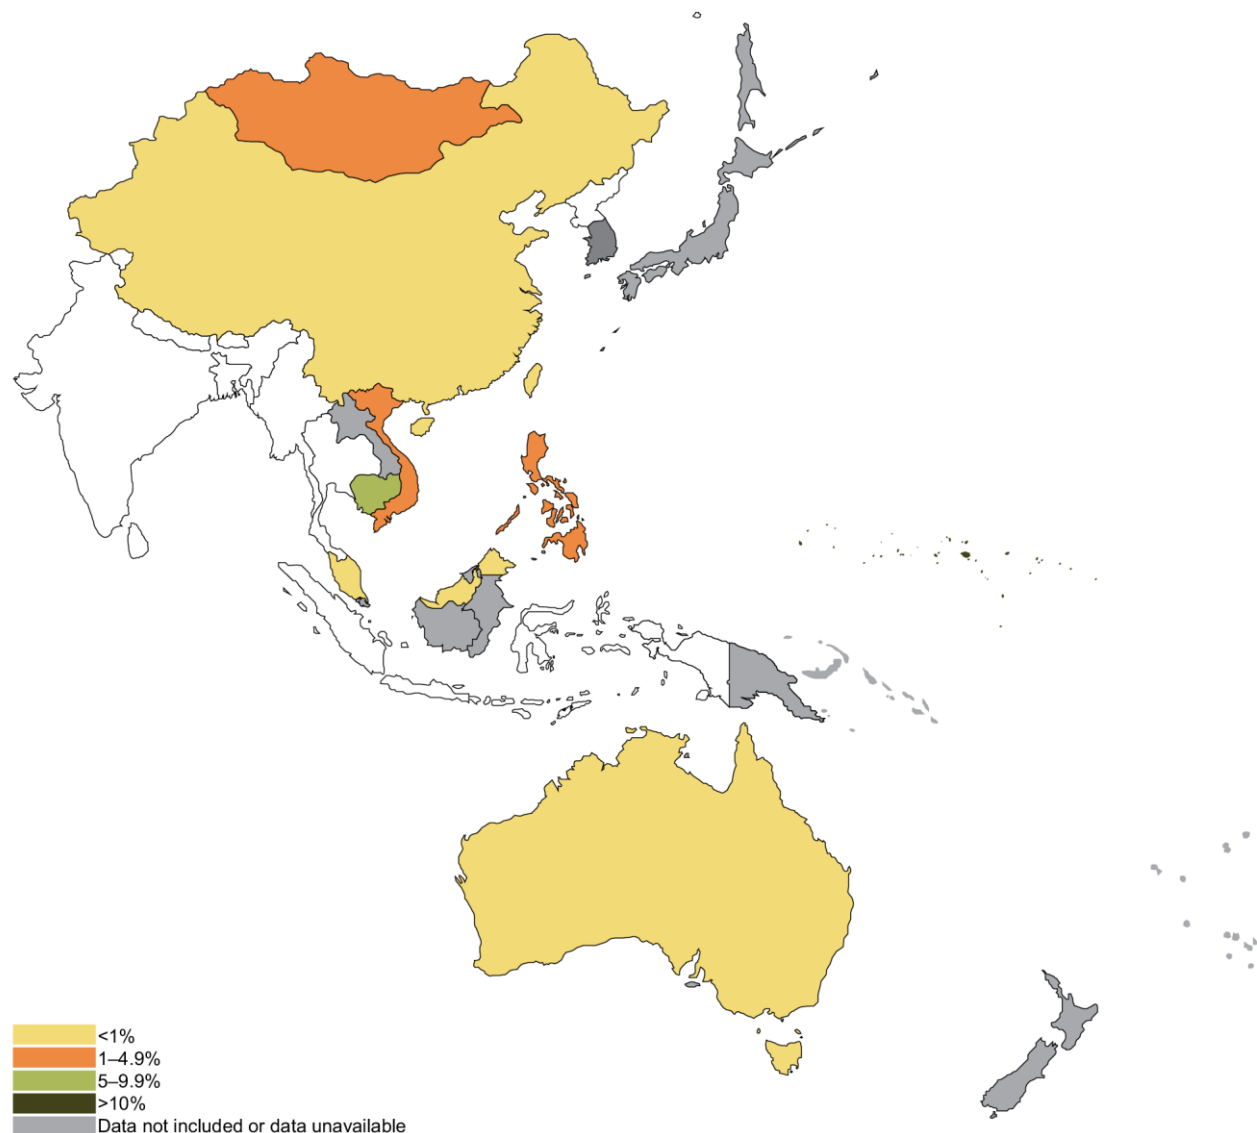 <1%
1–4.9%
5–9.9%
>10%
Data not included or data unavailable